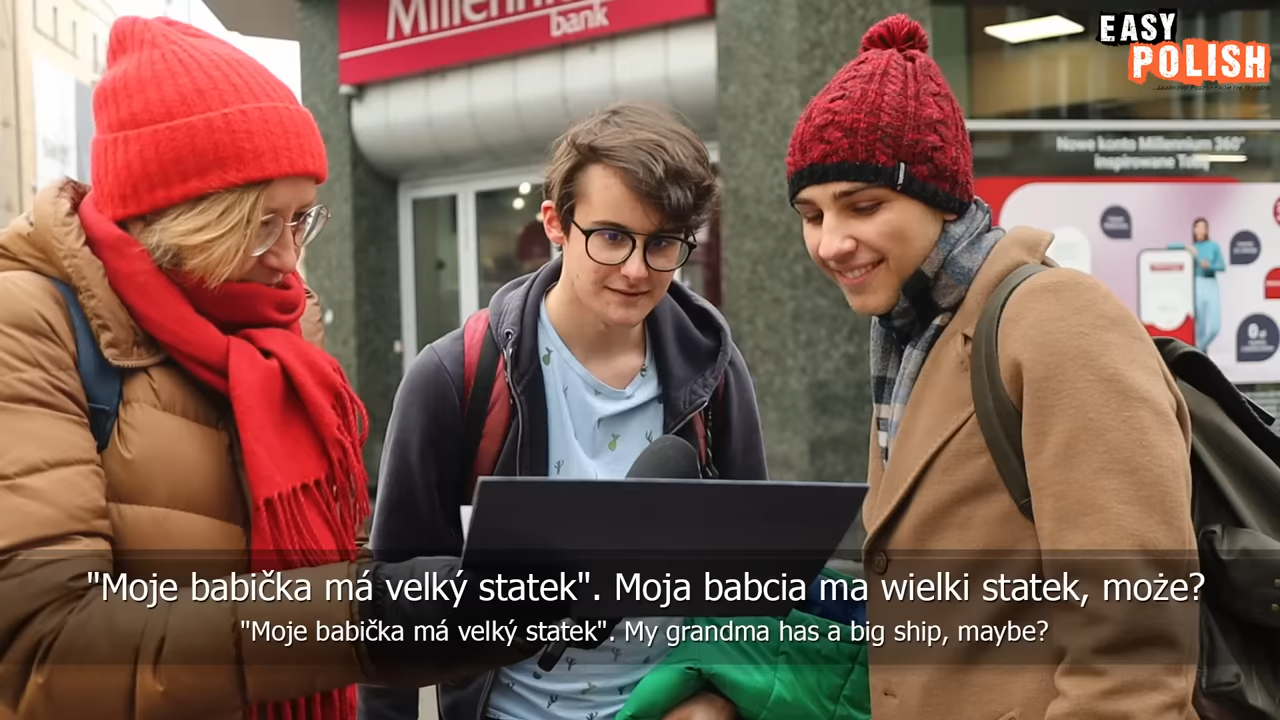 Millennium
bank
EASY
POLISH
Nowe konto Millennium 360°
inspirowane Tobą
"Moje babička má velký statek". Moja babcia ma wielki statek, może?
"Moje babička má velký statek". My grandma has a big ship, maybe?